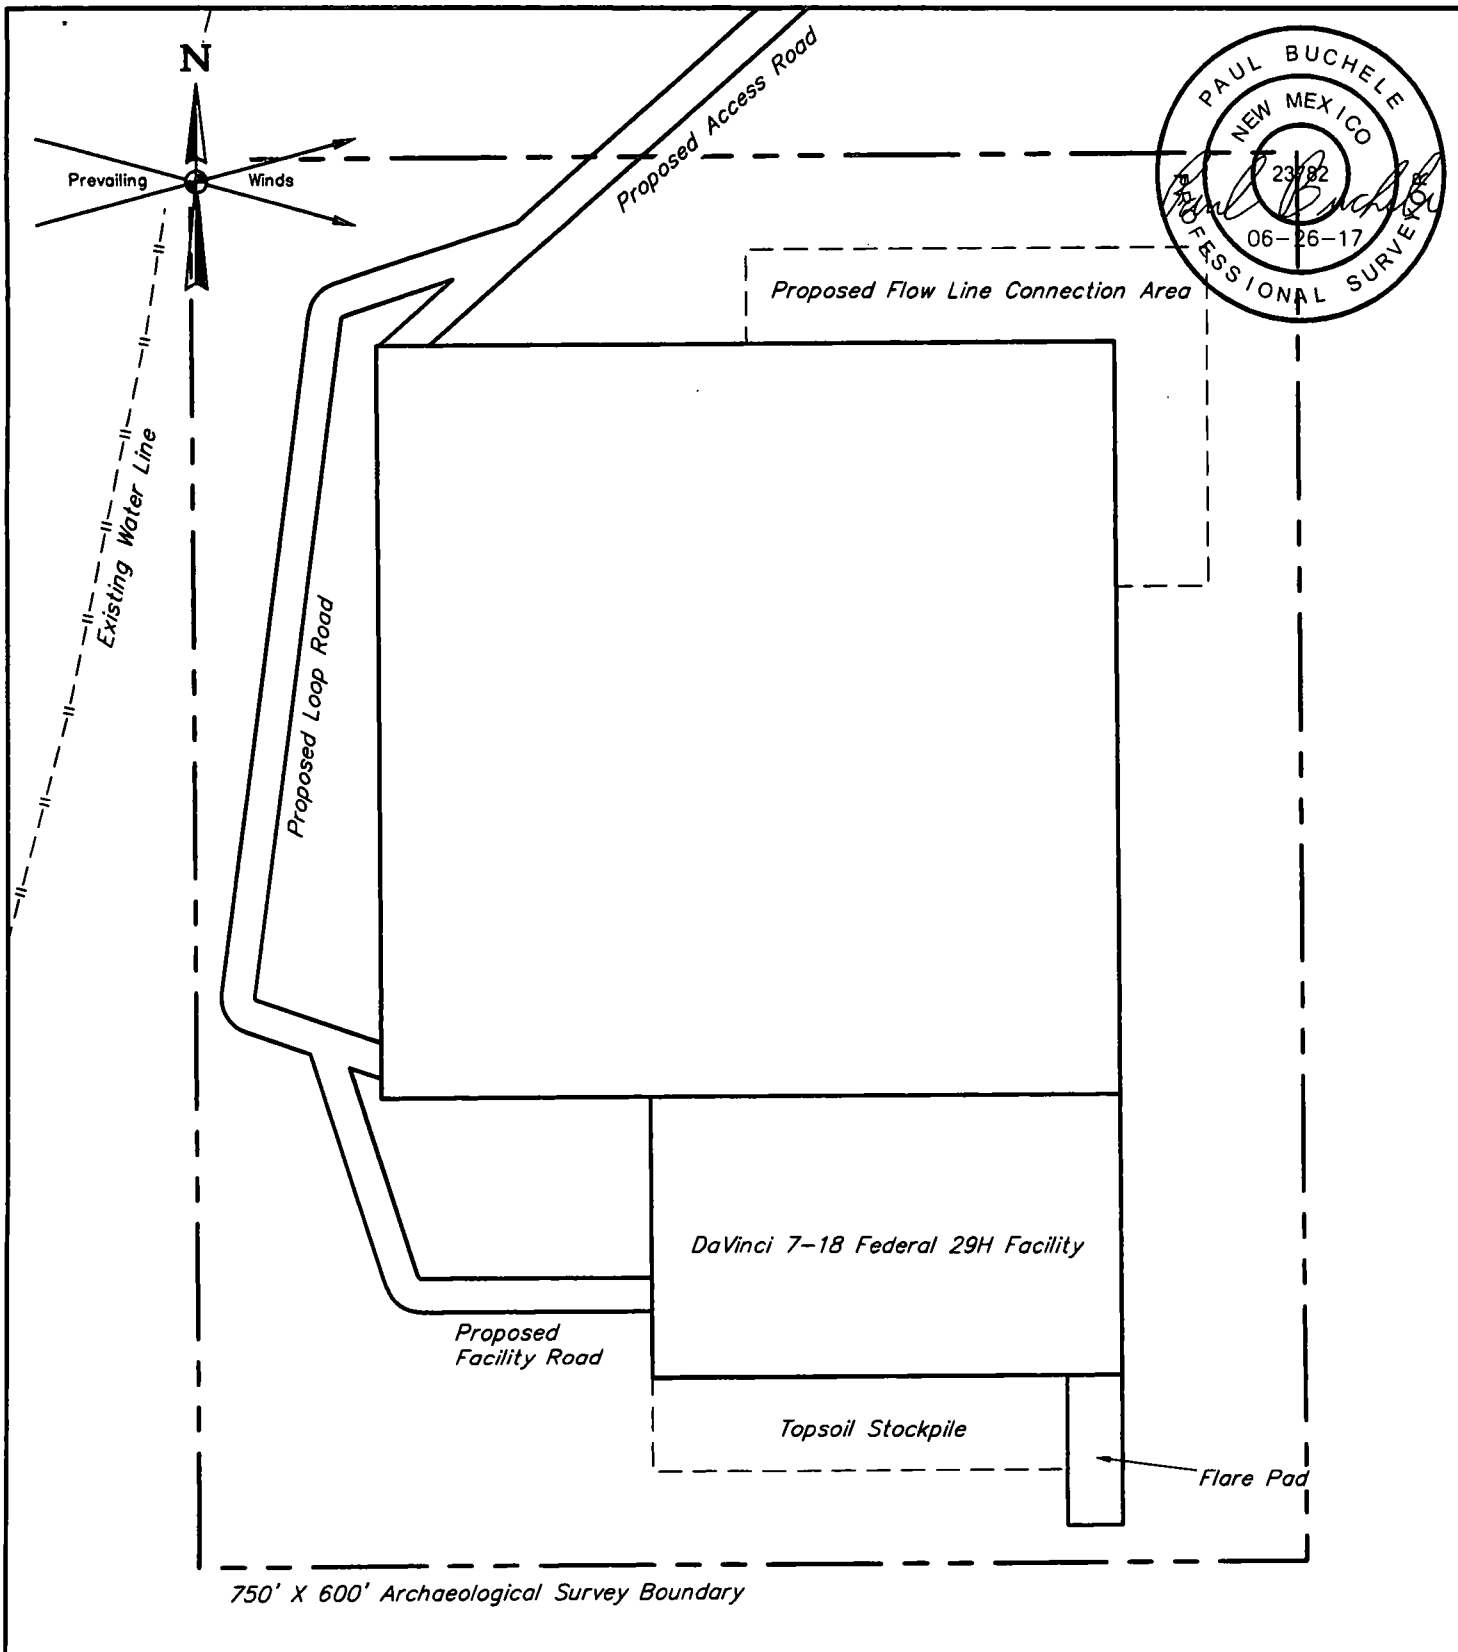 N
Prevailing Winds
Proposed Access Road
PAUL BUCHELE
NEW MEXICO
23782
Paul Buchele
06-26-17
PROFESSIONAL SURVEYOR
Proposed Flow Line Connection Area
Existing Water Line
Proposed Loop Road
DaVinci 7-18 Federal 29H Facility
Proposed
Facility Road
Topsoil Stockpile
Flare Pad
750' X 600' Archaeological Survey Boundary